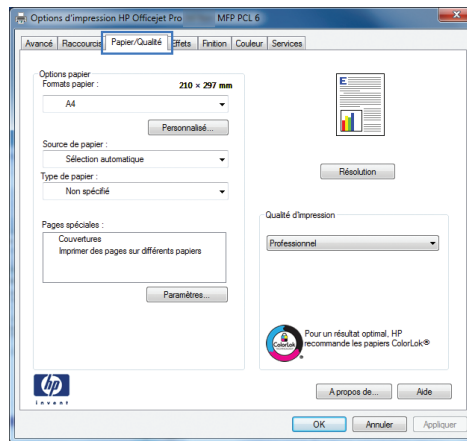 Options d'impression HP Officejet Pro MFP PCL 6
Avancé Raccourcis Papier/Qualité Effets Finition Couleur Services
Options papier
Formats papier : 210 × 297 mm
A4
Personnalisé...
Source de papier :
Sélection automatique
Type de papier :
Non spécifié
Pages spéciales :
Couvertures
Imprimer des pages sur différents papiers
Paramètres...
E
Résolution
Qualité d'impression
Professionnel
ColorLok
Pour un résultat optimal, HP
recommande les papiers ColorLok®
hp
invent
A propos de... Aide
OK Annuler Appliquer